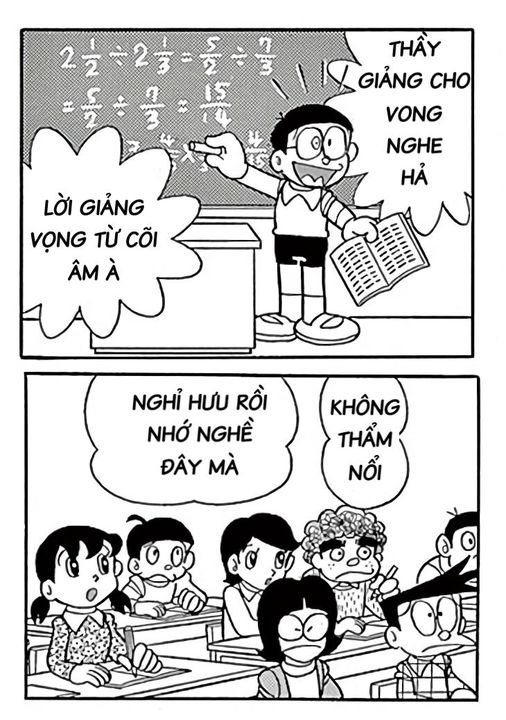 2 1/2 ÷ 2 1/3 = 5/2 ÷ 7/3
= 5/2 ÷ 7/3 = 15/14
THẦY
GIẢNG CHO
VONG
NGHE
HẢ
LỜI GIẢNG
VỌNG TỪ CÕI
ÂM À
NGHỈ HƯU RỒI
NHỚ NGHỀ
ĐÂY MÀ
KHÔNG
THẨM
NỔI